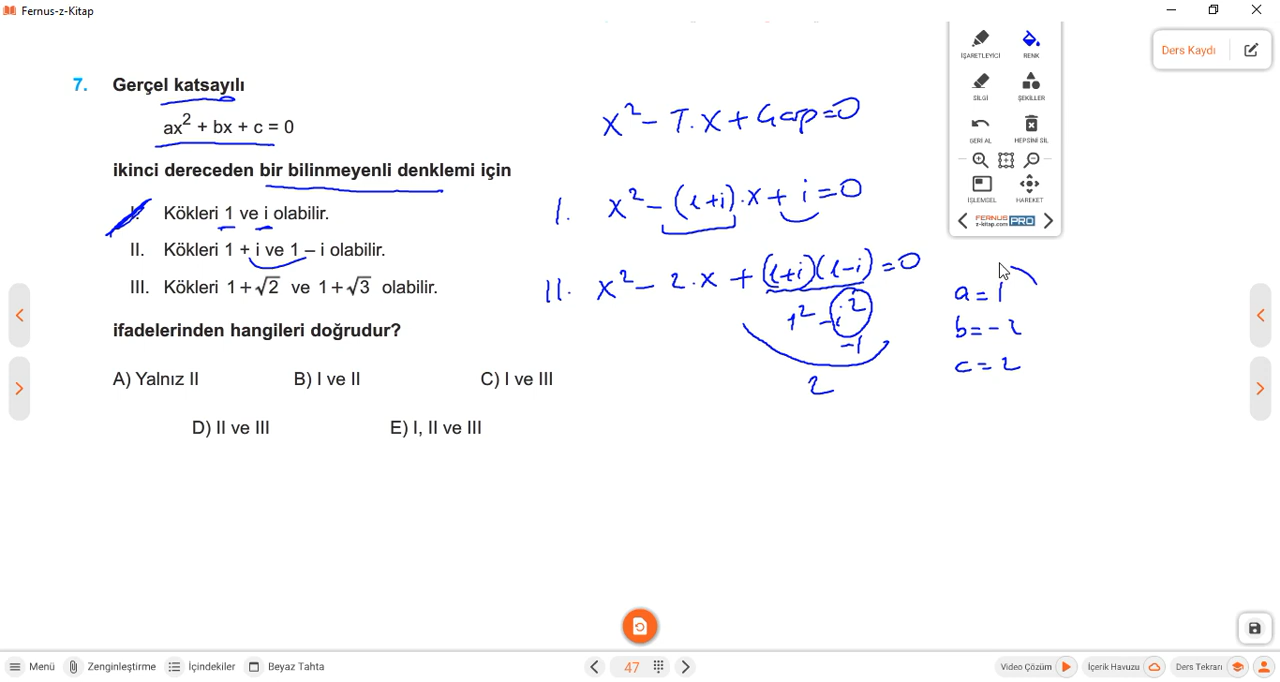 Fernus-z-Kitap
Ders Kaydı
İŞARETLEYİCİ RENK
SİLGİ ŞEKİLLER
GERİ AL HEPSİNİ SİL
İŞLEMSEL HAREKET
FERNUS PRO
z-kitap.com
7. Gerçel katsayılı
ax² + bx + c = 0
ikinci dereceden bir bilinmeyenli denklemi için
I. Kökleri 1 ve i olabilir.
II. Kökleri 1 + i ve 1 – i olabilir.
III. Kökleri 1 + √2 ve 1 + √3 olabilir.
ifadelerinden hangileri doğrudur?
A) Yalnız II B) I ve II C) I ve III
D) II ve III E) I, II ve III
x² - T.x + Çarp = 0
I. x² - (1+i).x + i = 0
II. x² - 2.x + (1+i)(1-i) = 0
1² - i²
-1
2
a = 1
b = -2
c = 2
Menü Zenginleştirme İçindekiler Beyaz Tahta 47 Video Çözüm İçerik Havuzu Ders Tekrarı